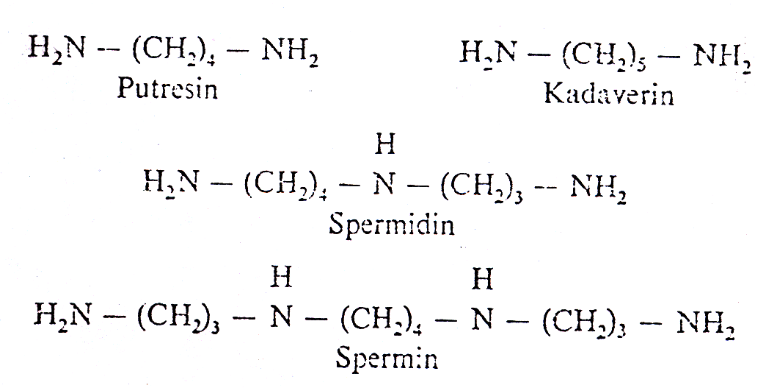 H₂N -- (CH₂)₄ – NH₂ H₂N – (CH₂)₅ – NH₂
Putresin Kadaverin
H
H₂N – (CH₂)₄ – N – (CH₂)₃ -- NH₂
Spermidin
H H
H₂N – (CH₂)₃ – N – (CH₂)₄ – N – (CH₂)₃ – NH₂
Spermin